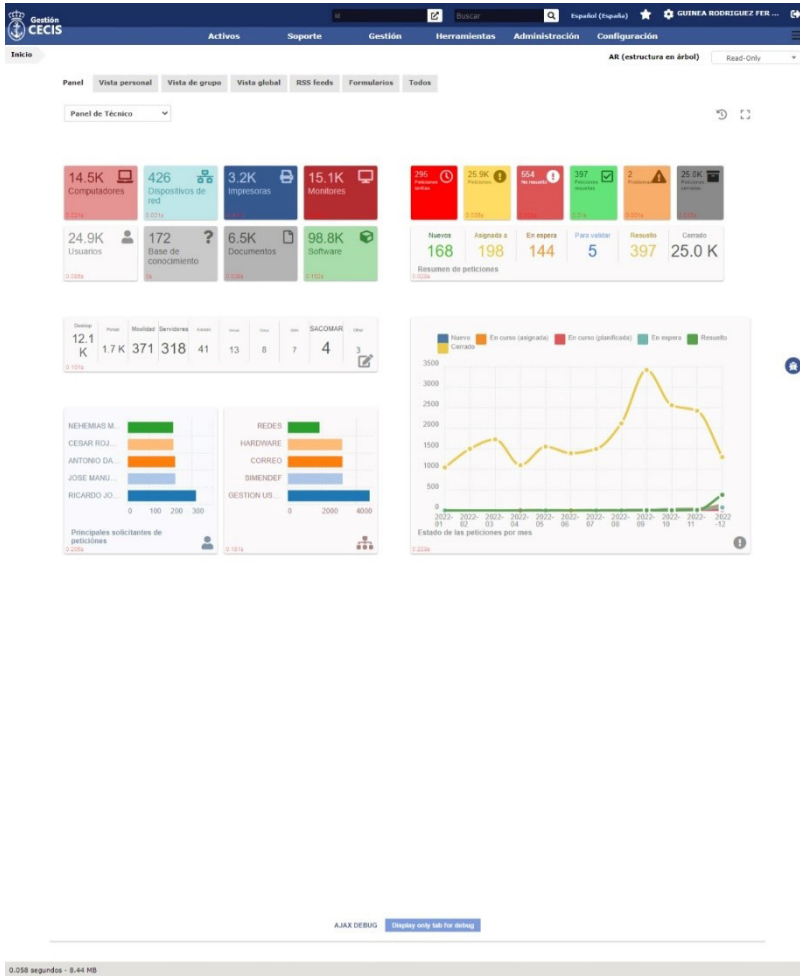 Gestión
CECIS
id
Buscar
Español (España)
GUINEA RODRIGUEZ FER ...
Activos
Soporte
Gestión
Herramientas
Administración
Configuración
Inicio
AR (estructura en árbol)
Read-Only
Panel
Vista personal
Vista de grupo
Vista global
RSS feeds
Formularios
Todos
Panel de Técnico
14.5K
Computadores
426
Dispositivos de
red
3.2K
Impresoras
15.1K
Monitores
295
Peticiones
tardías
25.9K
Peticiones
554
No resuelto
397
Peticiones
resueltas
2
Problemas
25.0K
Peticiones
cerradas
24.9K
Usuarios
172
Base de
conocimiento
6.5K
Documentos
98.8K
Software
Nuevos
168
Asignada a
198
En espera
144
Para validar
5
Resuelto
397
Cerrado
25.0 K
Resumen de peticiones
Desktop
12.1
K
1.7 K
Movilidad
371
Servidores
318
41
13
8
7
SACOMAR
4
3
Nuevo
En curso (asignada)
En curso (planificada)
En espera
Resuelto
Cerrado
3500
3000
2500
2000
1500
1000
500
0
2022-01
2022-02
2022-03
2022-04
2022-05
2022-06
2022-07
2022-08
2022-09
2022-10
2022-11
2022-12
Estado de las peticiones por mes
NEHEMIAS M...
CESAR ROJ...
ANTONIO DA...
JOSE MANU...
RICARDO JO...
0 100 200 300
Principales solicitantes de
peticiónes
REDES
HARDWARE
CORREO
SIMENDEF
GESTION US...
0 2000 4000
AJAX DEBUG
Display only tab for debug
0.058 segundos - 8.44 MB